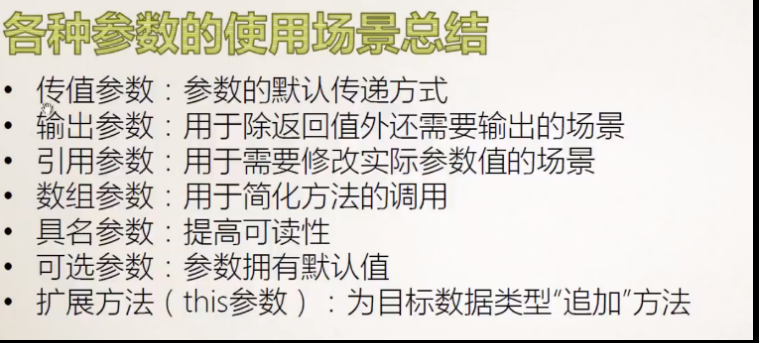 各种参数的使用场景总结
• 传值参数：参数的默认传递方式
• 输出参数：用于除返回值外还需要输出的场景
• 引用参数：用于需要修改实际参数值的场景
• 数组参数：用于简化方法的调用
• 具名参数：提高可读性
• 可选参数：参数拥有默认值
• 扩展方法（this参数）：为目标数据类型“追加”方法